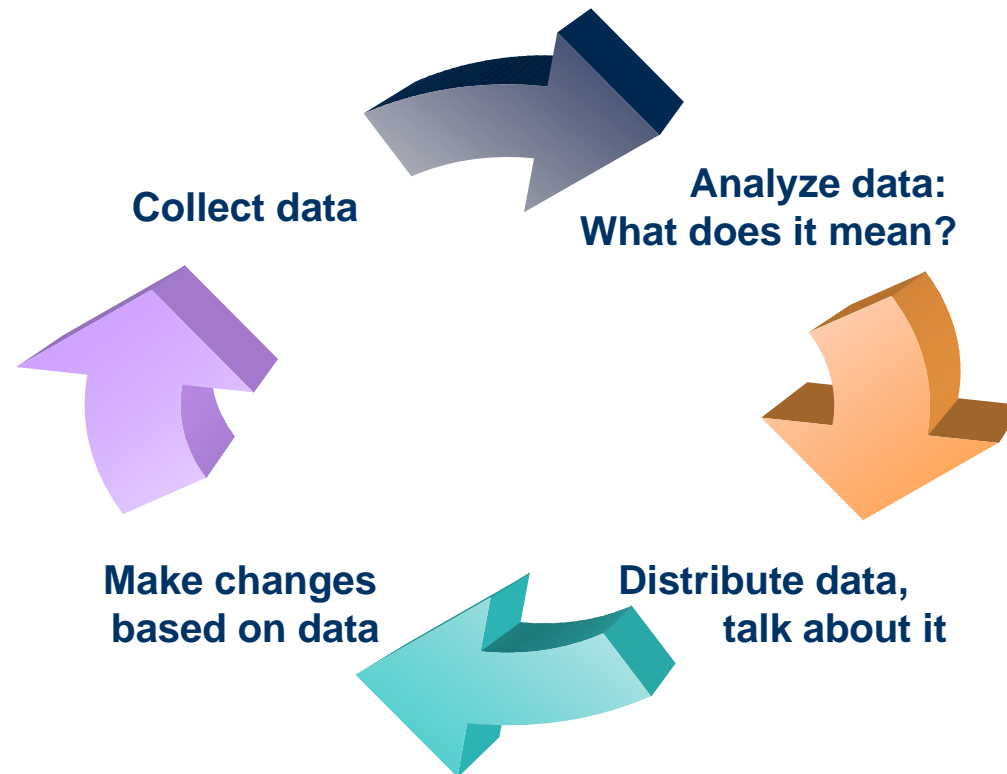 Collect data
Analyze data:
What does it mean?
Distribute data,
talk about it
Make changes
based on data